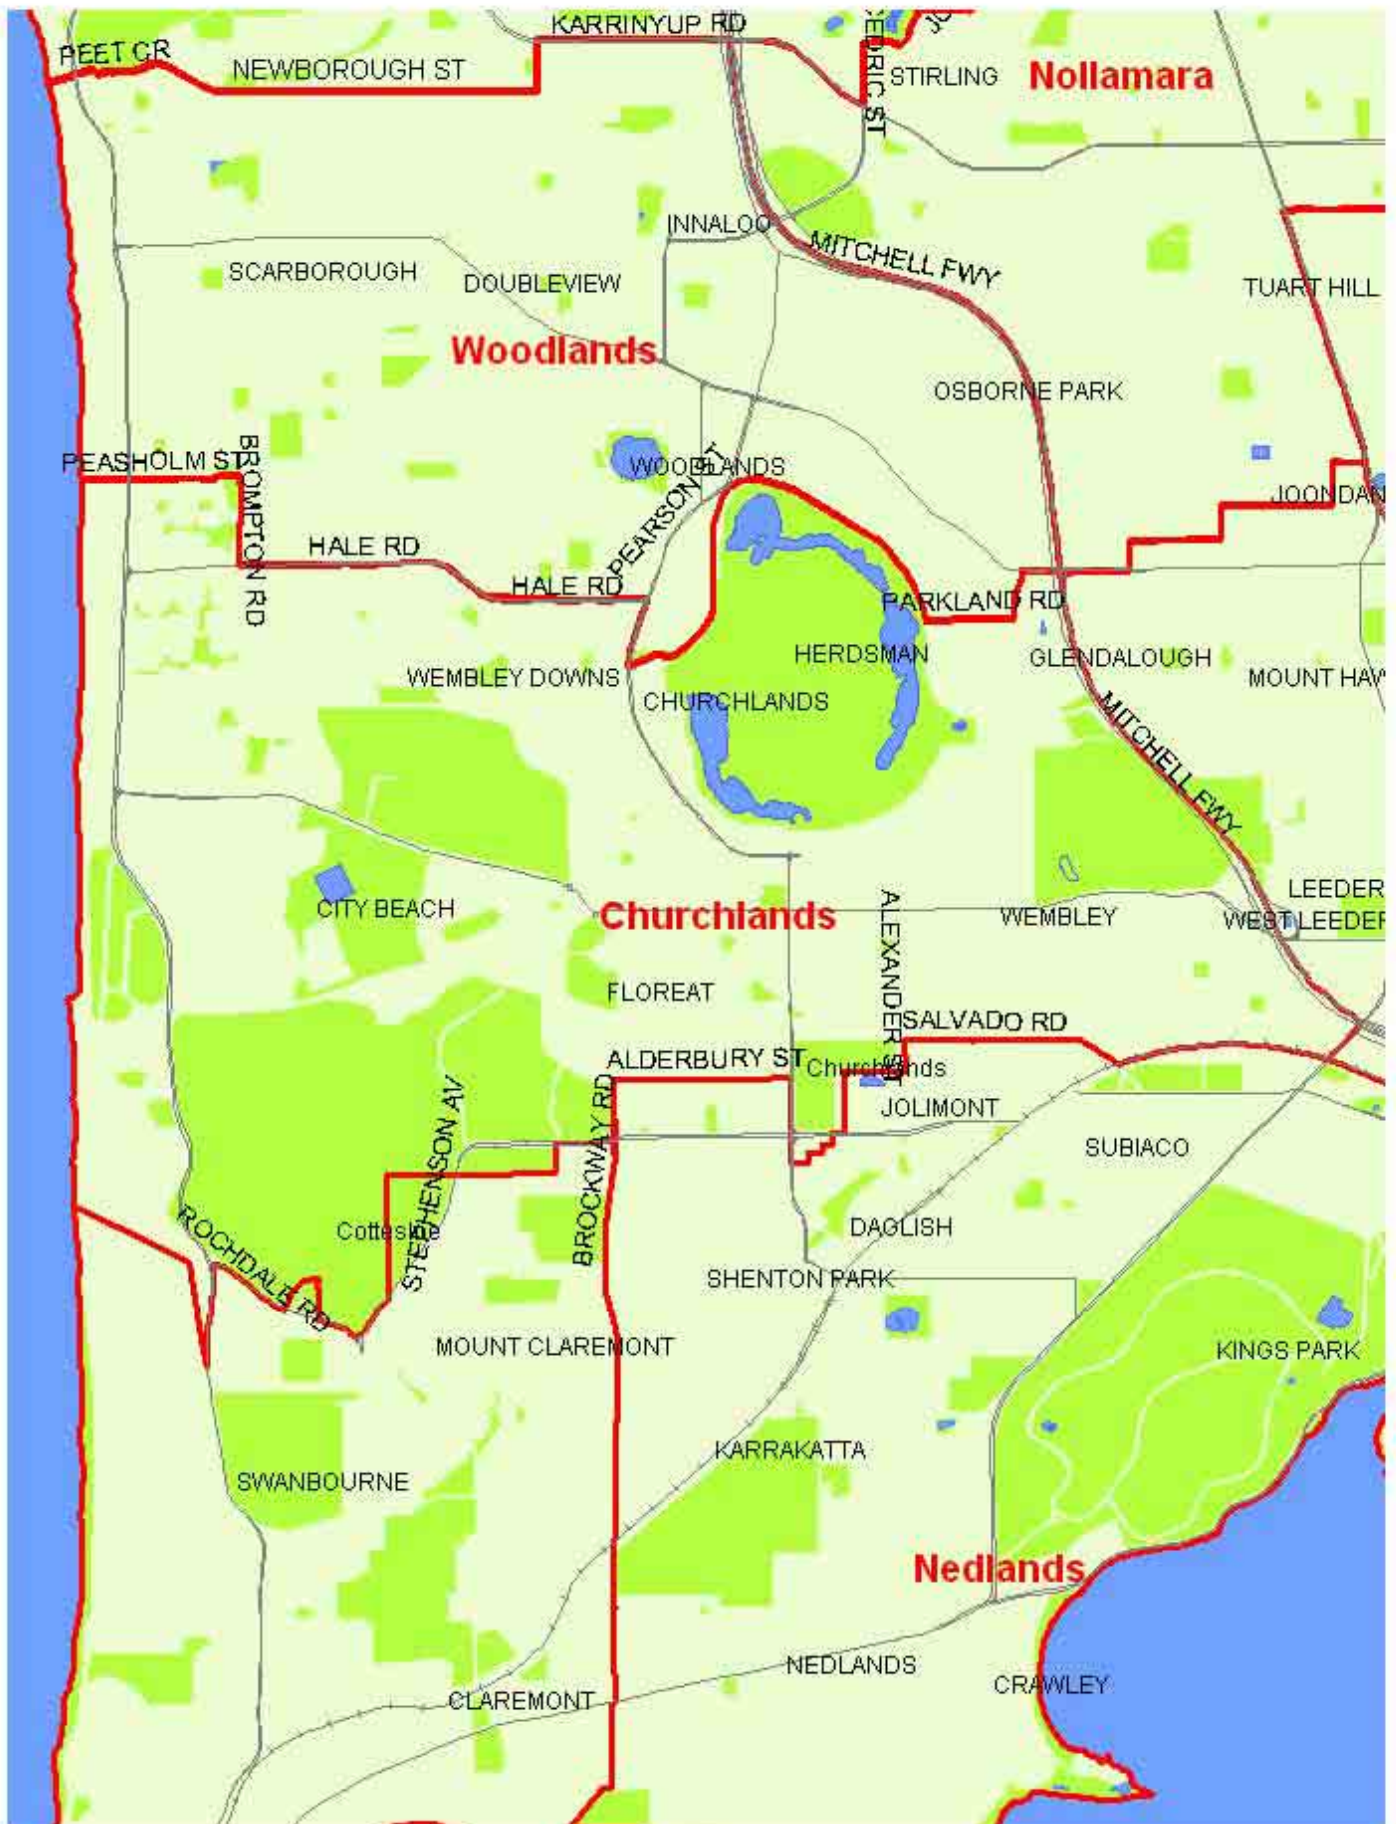 KARRINYUP RD
PEET CR
NEWBOROUGH ST
STIRLING
Nollamara
INNALOO
MITCHELL FWY
SCARBOROUGH
DOUBLEVIEW
TUART HILL
Woodlands
OSBORNE PARK
PEASHOLM ST
BROMPTON RD
WOODLANDS
PEARSON ST
JOONDAN
HALE RD
HALE RD
PARKLAND RD
HERDSMAN
GLENDALOUGH
WEMBLEY DOWNS
MOUNT HAW
CHURCHLANDS
MITCHELL FWY
LEEDER
CITY BEACH
Churchlands
WEMBLEY
WEST LEEDER
ALEXANDER ST
FLOREAT
SALVADO RD
ALDERBURY ST
Churchlands
JOLIMONT
STEPHENSON AV
BROCKWAY RD
SUBIACO
ROCHDALE RD
Cottesloe
DAGLISH
SHENTON PARK
MOUNT CLAREMONT
KINGS PARK
KARRAKATTA
SWANBOURNE
Nedlands
NEDLANDS
CRAWLEY
CLAREMONT